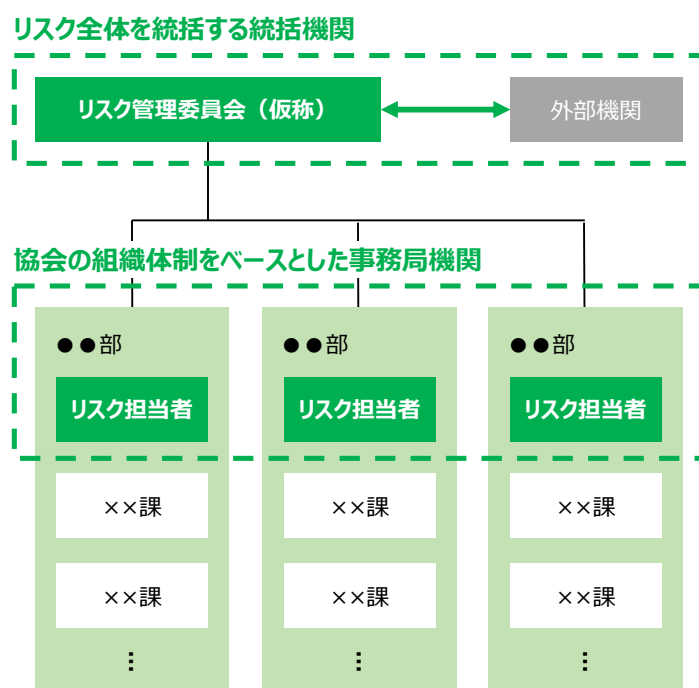 リスク全体を統括する統括機関
リスク管理委員会（仮称）
外部機関
協会の組織体制をベースとした事務局機関
●●部
●●部
●●部
リスク担当者
リスク担当者
リスク担当者
××課
××課
××課
××課
××課
××課
⋮
⋮
⋮